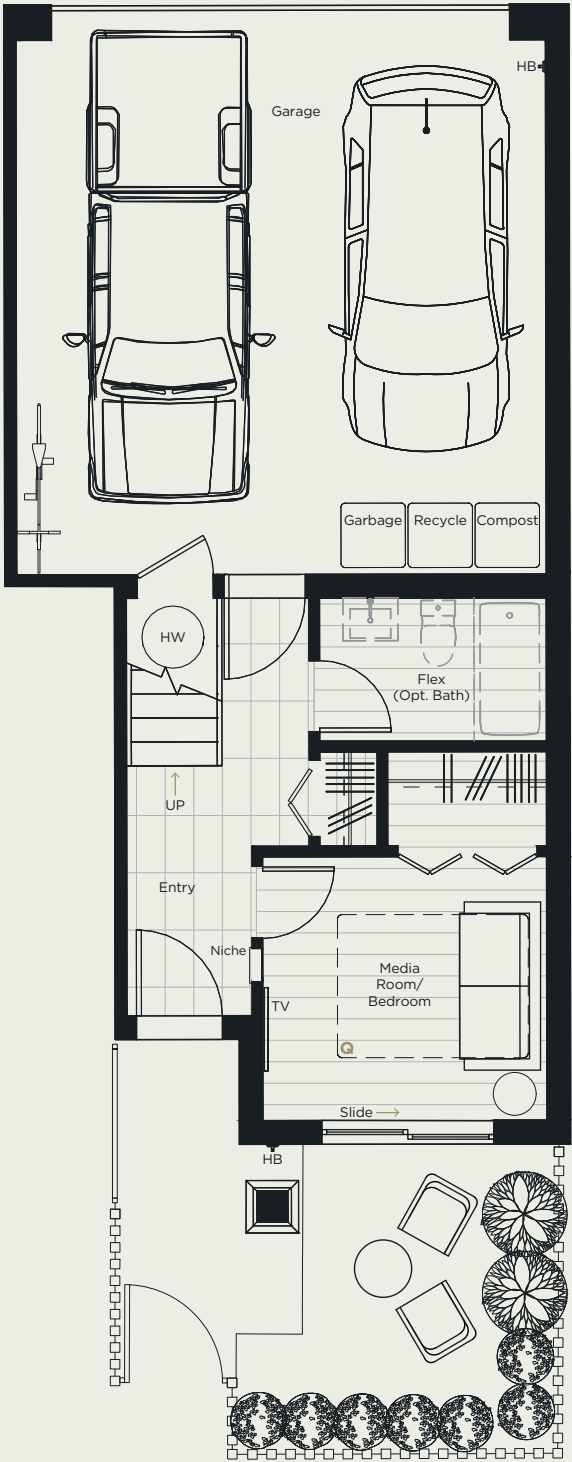 HB
Garage
Garbage
Recycle
Compost
HW
Flex
(Opt. Bath)
UP
Entry
Niche
Media
Room/
Bedroom
TV
Q
Slide →
HB